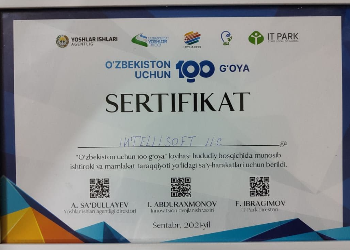 YOSHLAR ISHLARI
AGENTLIGI
IT PARK
O'ZBEKISTON
UCHUN 100 G'OYA
SERTIFIKAT
INTELLISOFT LLC
"O'zbekiston uchun 100 g'oya" loyihasi hududiy bosqichida munosib
ishtiroki va mamlakat taraqqiyoti yo'lidagi sa'y-harakatlari uchun berildi.
A. SA'DULLAYEV
I. ABDURAXMONOV
F. IBRAGIMOV
Sentabr, 2021-yil